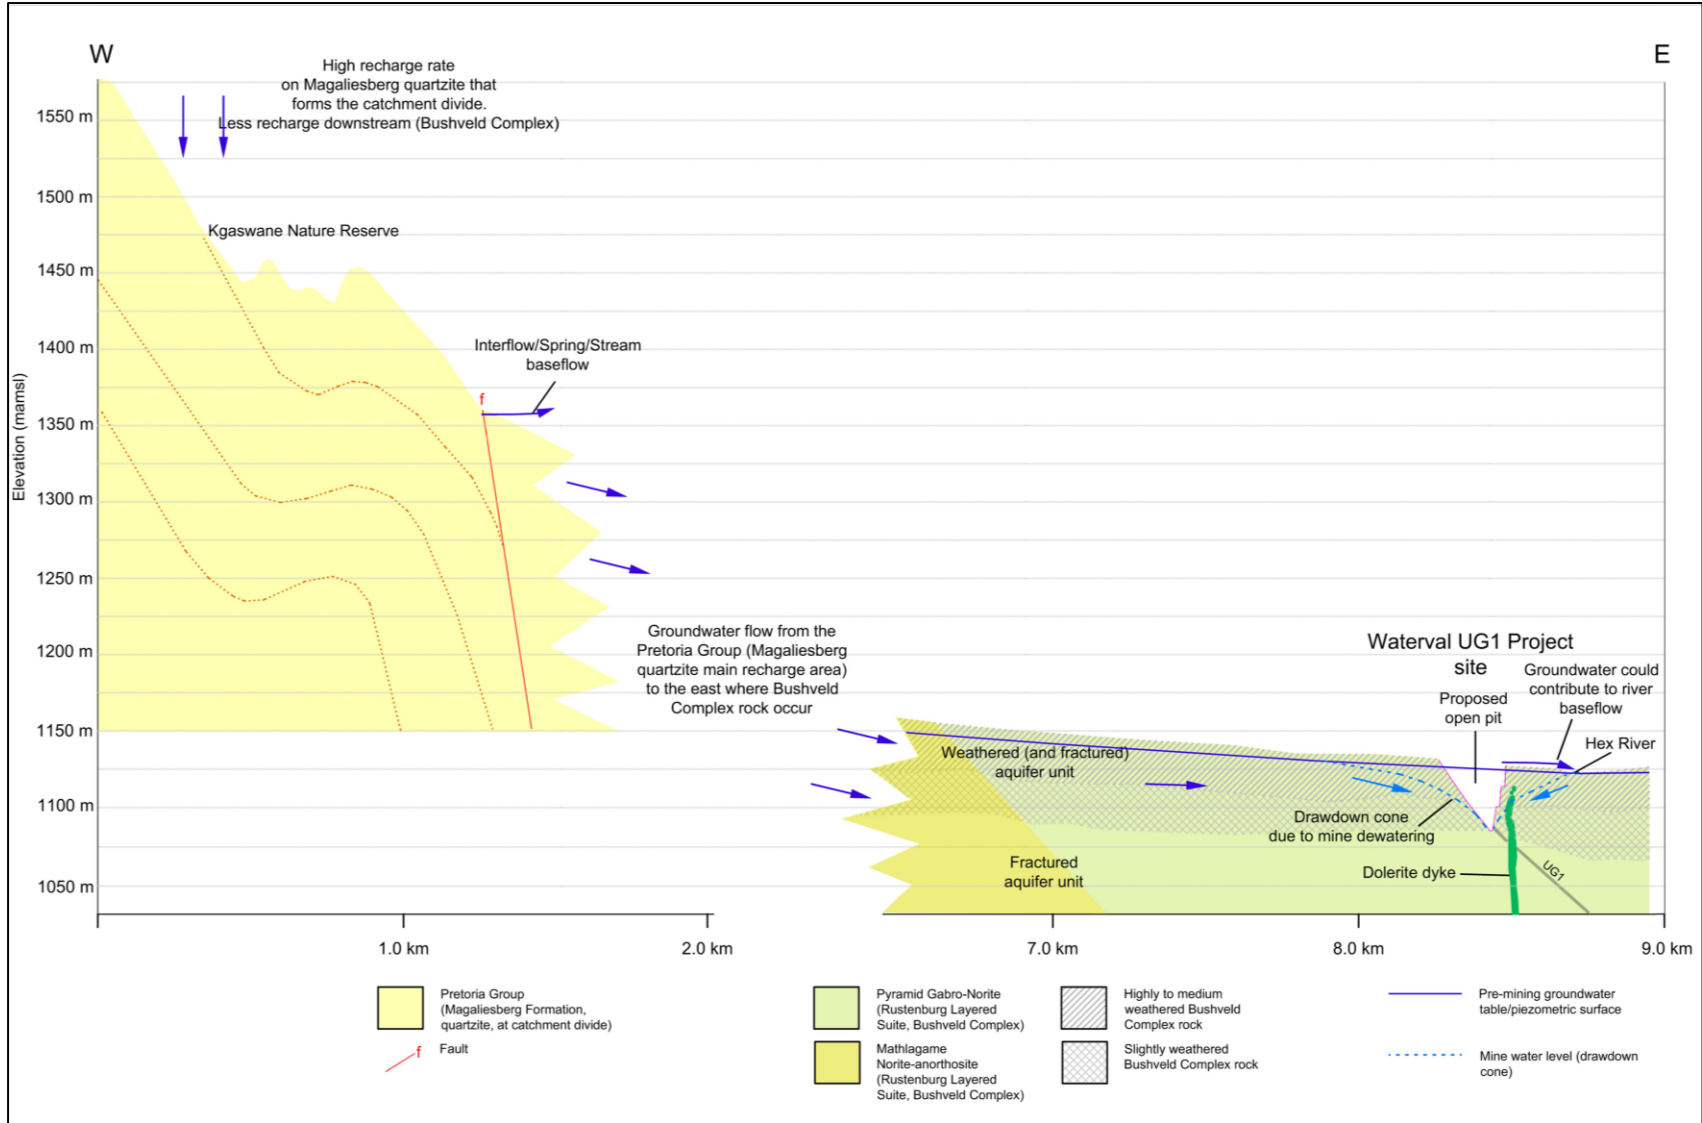 W
E
High recharge rate
on Magaliesberg quartzite that
forms the catchment divide.
Less recharge downstream (Bushveld Complex)
1550 m
1500 m
1450 m
1400 m
1350 m
1300 m
1250 m
1200 m
1150 m
1100 m
1050 m
Elevation (mamsl)
Kgaswane Nature Reserve
Interflow/Spring/Stream
baseflow
f
Groundwater flow from the
Pretoria Group (Magaliesberg
quartzite main recharge area)
to the east where Bushveld
Complex rock occur
Waterval UG1 Project
site
Groundwater could
contribute to river
baseflow
Proposed
open pit
Hex River
Weathered (and fractured)
aquifer unit
Drawdown cone
due to mine dewatering
Fractured
aquifer unit
Dolerite dyke
UG1
1.0 km
2.0 km
7.0 km
8.0 km
9.0 km
Pretoria Group
(Magaliesberg Formation,
quartzite, at catchment divide)
f
Fault
Pyramid Gabro-Norite
(Rustenburg Layered
Suite, Bushveld Complex)
Mathlagame
Norite-anorthosite
(Rustenburg Layered
Suite, Bushveld Complex)
Highly to medium
weathered Bushveld
Complex rock
Slightly weathered
Bushveld Complex rock
Pre-mining groundwater
table/piezometric surface
Mine water level (drawdown
cone)